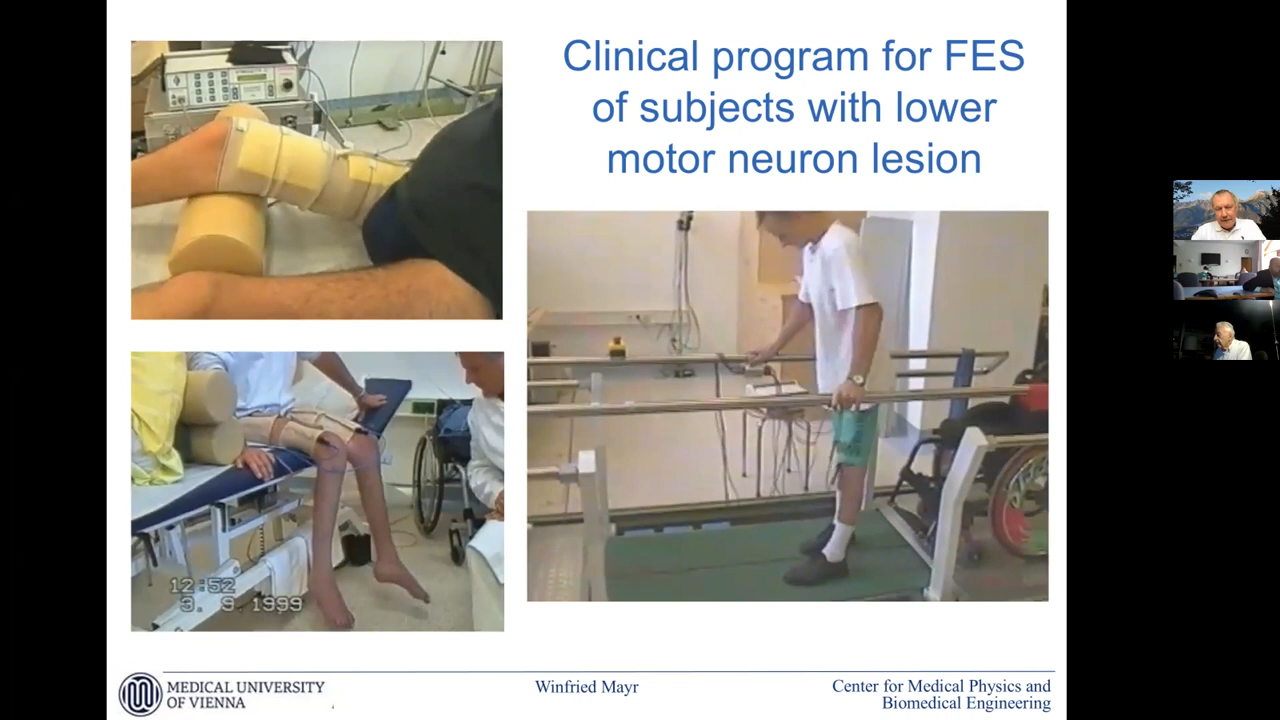 Clinical program for FES
of subjects with lower
motor neuron lesion
12:52
3. 9.1999
MEDICAL UNIVERSITY
OF VIENNA
Winfried Mayr
Center for Medical Physics and
Biomedical Engineering